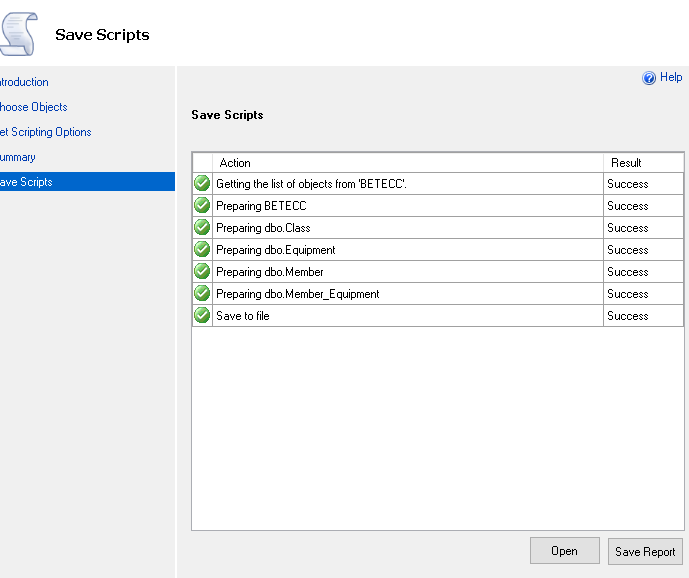 Save Scripts
ntroduction
Help
hoose Objects
Save Scripts
et Scripting Options
ummary
Action Result
ave Scripts
Getting the list of objects from 'BETECC'. Success
Preparing BETECC Success
Preparing dbo.Class Success
Preparing dbo.Equipment Success
Preparing dbo.Member Success
Preparing dbo.Member_Equipment Success
Save to file Success
Open Save Report